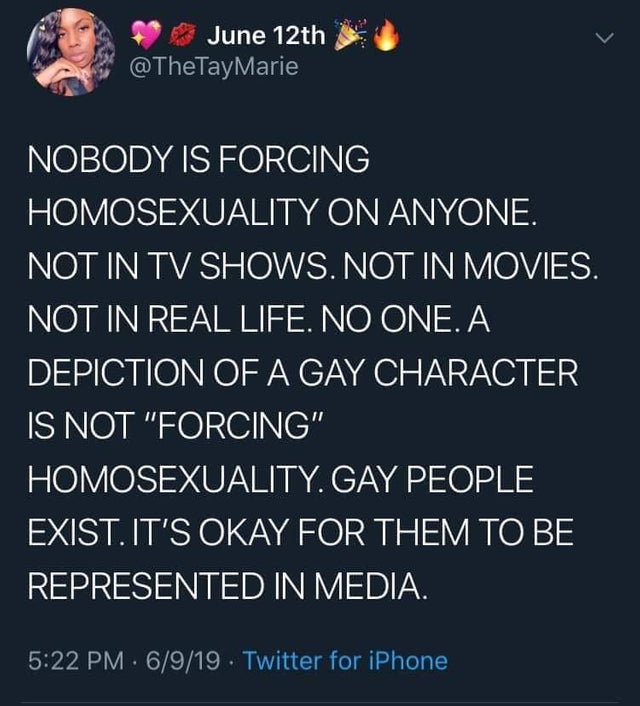 💖 💋 June 12th 🎉🔥
@TheTayMarie
NOBODY IS FORCING
HOMOSEXUALITY ON ANYONE.
NOT IN TV SHOWS. NOT IN MOVIES.
NOT IN REAL LIFE. NO ONE. A
DEPICTION OF A GAY CHARACTER
IS NOT "FORCING"
HOMOSEXUALITY. GAY PEOPLE
EXIST. IT'S OKAY FOR THEM TO BE
REPRESENTED IN MEDIA.
5:22 PM · 6/9/19 · Twitter for iPhone